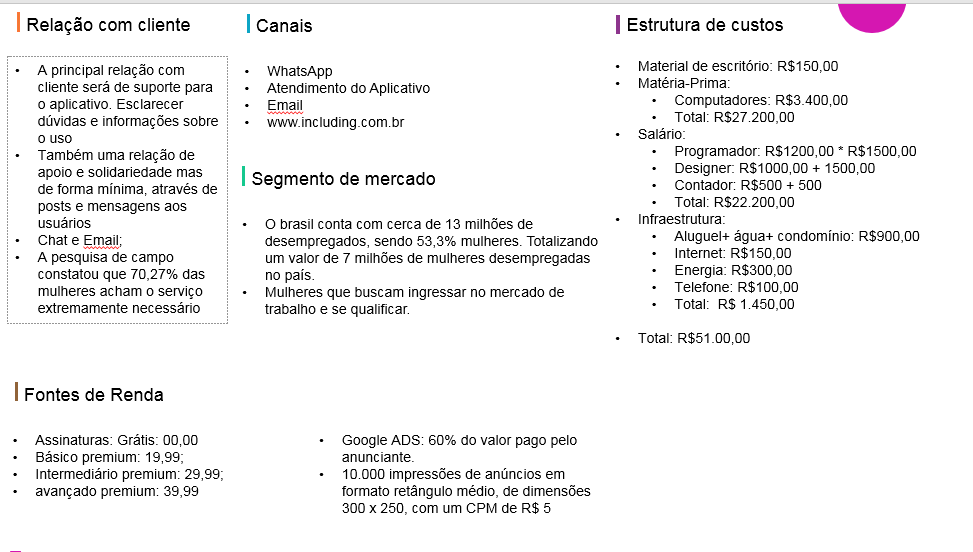 Relação com cliente
A principal relação com
cliente será de suporte para
o aplicativo. Esclarecer
dúvidas e informações sobre
o uso
Também uma relação de
apoio e solidariedade mas
de forma mínima, através de
posts e mensagens aos
usuários
Chat e Email;
A pesquisa de campo
constatou que 70,27% das
mulheres acham o serviço
extremamente necessário
Canais
WhatsApp
Atendimento do Aplicativo
Email
www.including.com.br
Segmento de mercado
O brasil conta com cerca de 13 milhões de
desempregados, sendo 53,3% mulheres. Totalizando
um valor de 7 milhões de mulheres desempregadas
no país.
Mulheres que buscam ingressar no mercado de
trabalho e se qualificar.
Estrutura de custos
Material de escritório: R$150,00
Matéria-Prima:
Computadores: R$3.400,00
Total: R$27.200,00
Salário:
Programador: R$1200,00 * R$1500,00
Designer: R$1000,00 + 1500,00
Contador: R$500 + 500
Total: R$22.200,00
Infraestrutura:
Aluguel+ água+ condomínio: R$900,00
Internet: R$150,00
Energia: R$300,00
Telefone: R$100,00
Total: R$ 1.450,00
Total: R$51.00,00
Fontes de Renda
Assinaturas: Grátis: 00,00
Básico premium: 19,99;
Intermediário premium: 29,99;
avançado premium: 39,99
Google ADS: 60% do valor pago pelo
anunciante.
10.000 impressões de anúncios em
formato retângulo médio, de dimensões
300 x 250, com um CPM de R$ 5